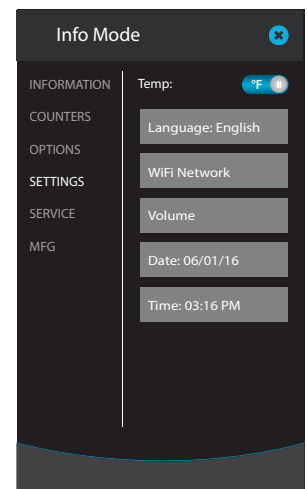 Info Mode
INFORMATION
COUNTERS
OPTIONS
SETTINGS
SERVICE
MFG
Temp:
°F
Language: English
WiFi Network
Volume
Date: 06/01/16
Time: 03:16 PM